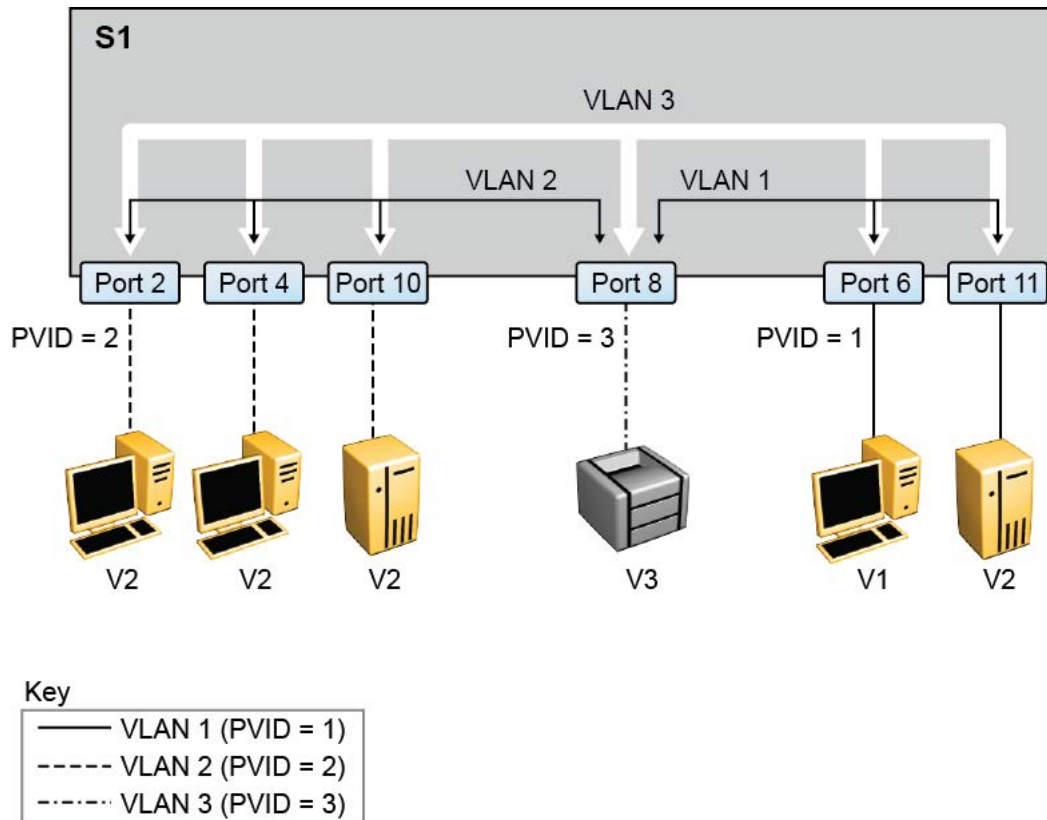 S1
VLAN 3
VLAN 2
VLAN 1
Port 2
Port 4
Port 10
Port 8
Port 6
Port 11
PVID = 2
PVID = 3
PVID = 1
V2
V2
V2
V3
V1
V2
Key
VLAN 1 (PVID = 1)
VLAN 2 (PVID = 2)
VLAN 3 (PVID = 3)